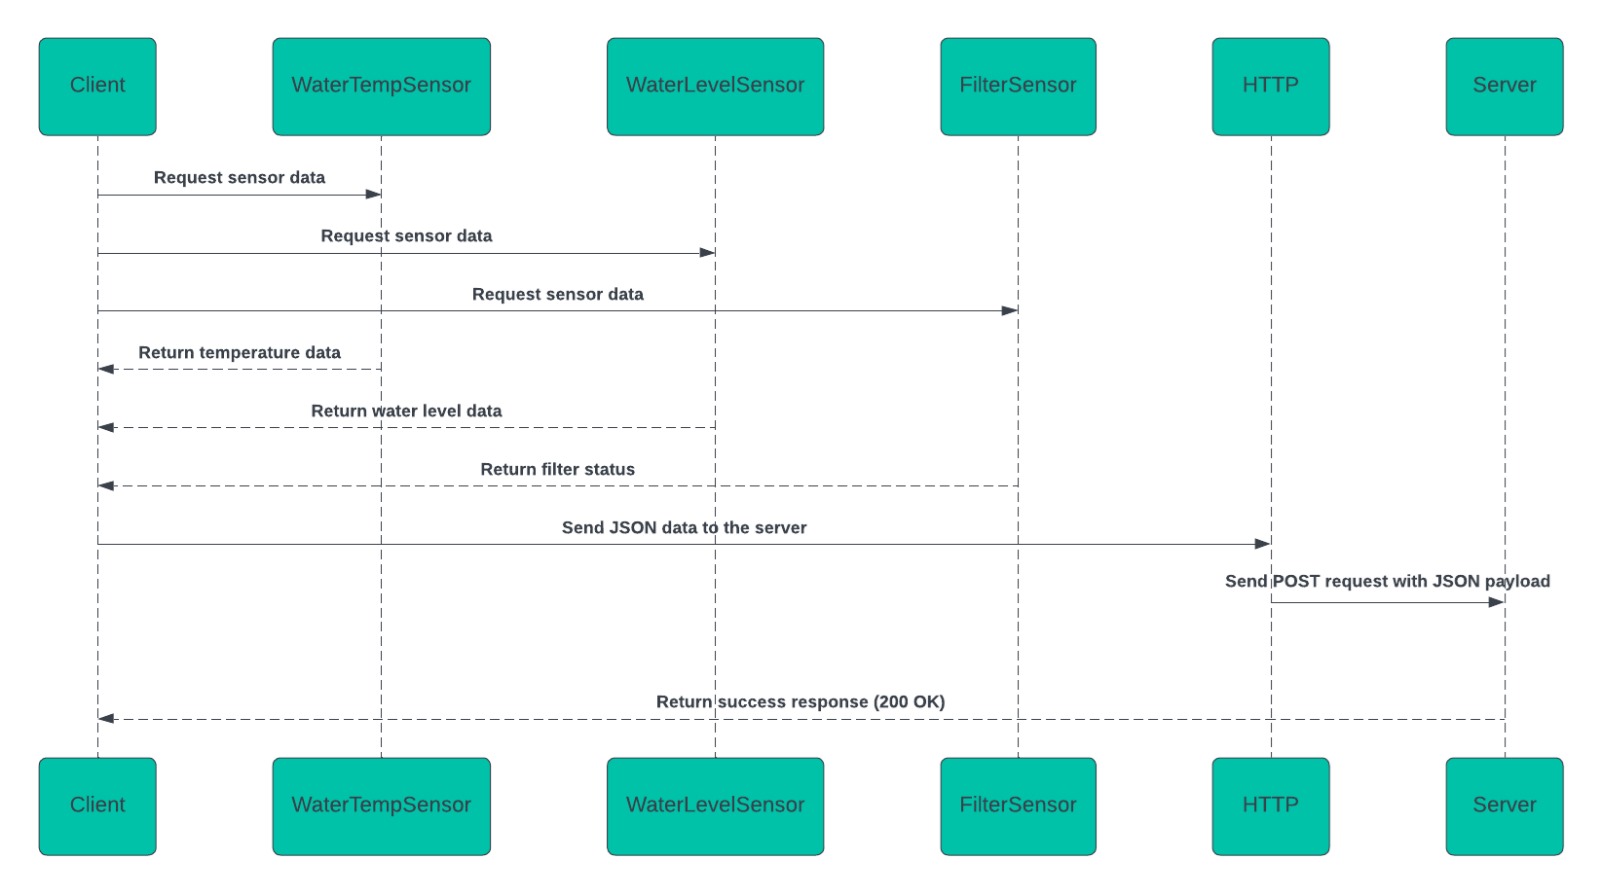 Client
WaterTempSensor
WaterLevelSensor
FilterSensor
HTTP
Server
Request sensor data
Request sensor data
Request sensor data
Return temperature data
Return water level data
Return filter status
Send JSON data to the server
Send POST request with JSON payload
Return success response (200 OK)
Client
WaterTempSensor
WaterLevelSensor
FilterSensor
HTTP
Server